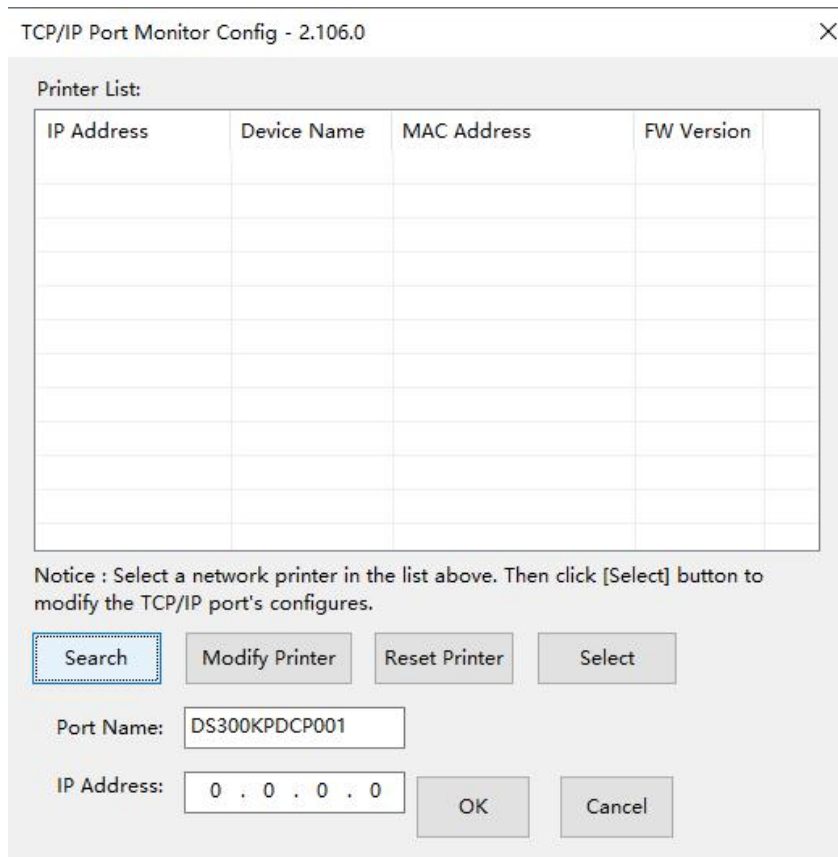 TCP/IP Port Monitor Config - 2.106.0
Printer List:
IP Address Device Name MAC Address FW Version
Notice : Select a network printer in the list above. Then click [Select] button to
modify the TCP/IP port's configures.
Search Modify Printer Reset Printer Select
Port Name: DS300KPDCP001
IP Address: 0 . 0 . 0 . 0
OK Cancel